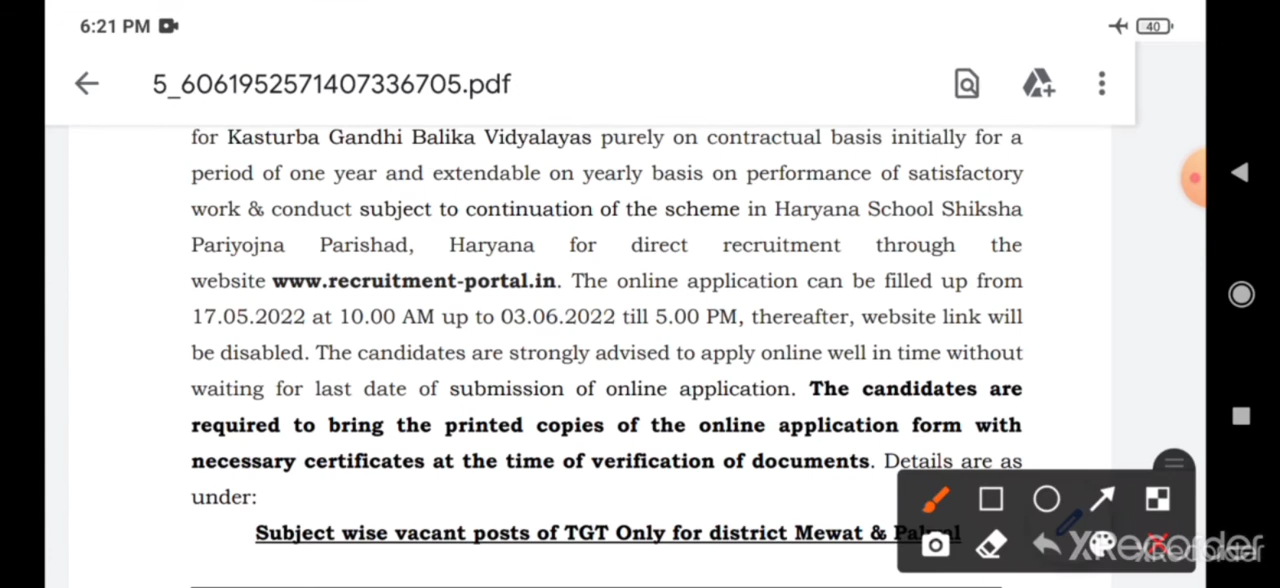 6:21 PM
40
5_6061952571407336705.pdf
for Kasturba Gandhi Balika Vidyalayas purely on contractual basis initially for a
period of one year and extendable on yearly basis on performance of satisfactory
work & conduct subject to continuation of the scheme in Haryana School Shiksha
Pariyojna Parishad, Haryana for direct recruitment through the
website www.recruitment-portal.in. The online application can be filled up from
17.05.2022 at 10.00 AM up to 03.06.2022 till 5.00 PM, thereafter, website link will
be disabled. The candidates are strongly advised to apply online well in time without
waiting for last date of submission of online application. The candidates are
required to bring the printed copies of the online application form with
necessary certificates at the time of verification of documents. Details are as
under:
Subject wise vacant posts of TGT Only for district Mewat &
XRecorder
XRecorder